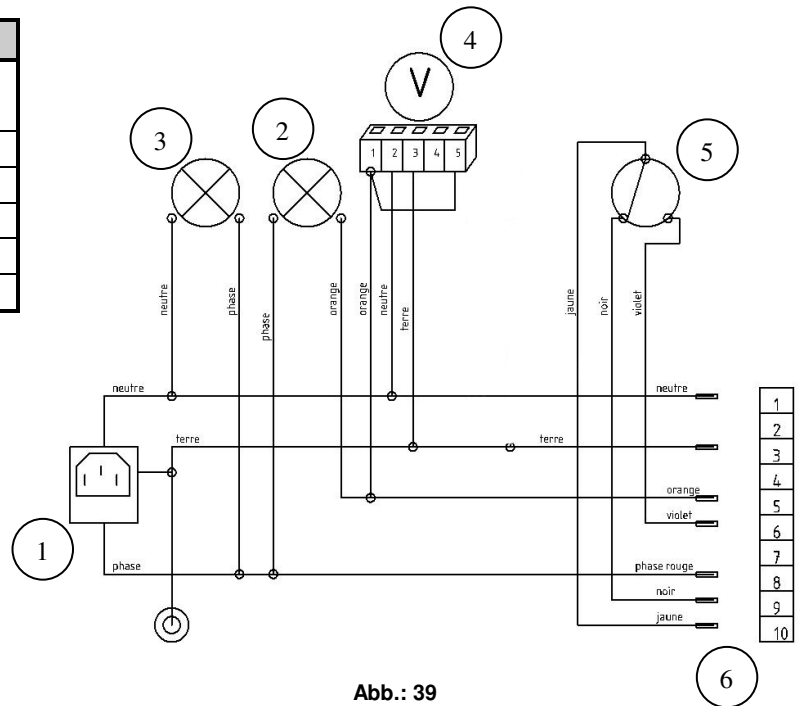 4
V
3
2
5
1 2 3 4 5
neutre
phase
phase
orange
orange
neutre
terre
jaune
noir
violet
neutre
neutre
terre
terre
orange
violet
phase
phase rouge
noir
jaune
1
1
2
3
4
5
6
7
8
9
10
6
Abb.: 39